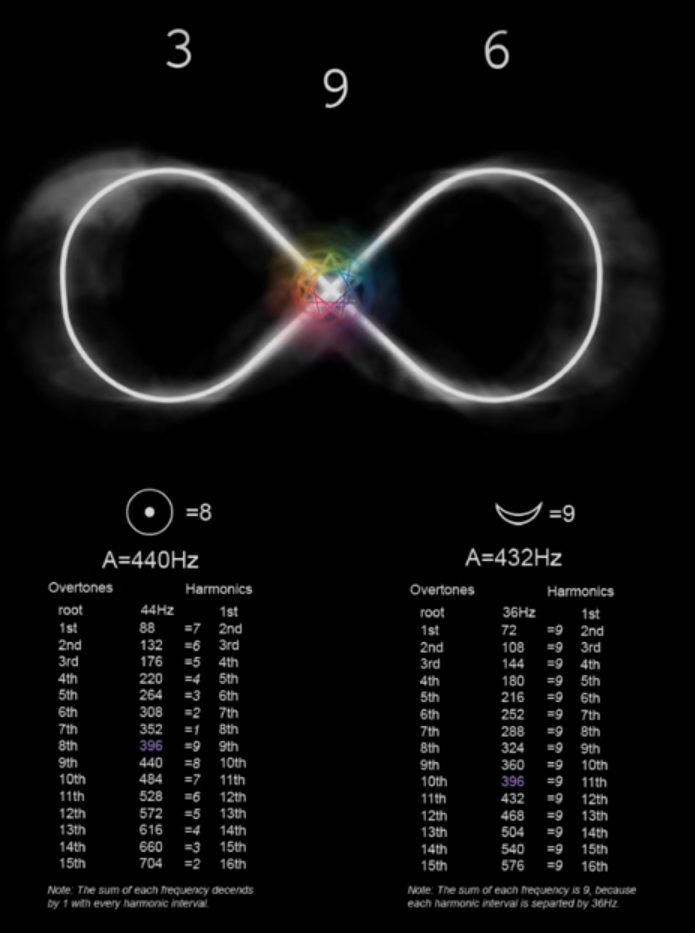 3
6
9
=8
A=440Hz
Overtones Harmonics
root 44Hz 1st
1st 88 =7 2nd
2nd 132 =6 3rd
3rd 176 =5 4th
4th 220 =4 5th
5th 264 =3 6th
6th 308 =2 7th
7th 352 =1 8th
8th 396 =9 9th
9th 440 =8 10th
10th 484 =7 11th
11th 528 =6 12th
12th 572 =5 13th
13th 616 =4 14th
14th 660 =3 15th
15th 704 =2 16th
Note: The sum of each frequency decends
by 1 with every harmonic interval.
=9
A=432Hz
Overtones Harmonics
root 36Hz 1st
1st 72 =9 2nd
2nd 108 =9 3rd
3rd 144 =9 4th
4th 180 =9 5th
5th 216 =9 6th
6th 252 =9 7th
7th 288 =9 8th
8th 324 =9 9th
9th 360 =9 10th
10th 396 =9 11th
11th 432 =9 12th
12th 468 =9 13th
13th 504 =9 14th
14th 540 =9 15th
15th 576 =9 16th
Note: The sum of each frequency is 9, because
each harmonic interval is separted by 36Hz.